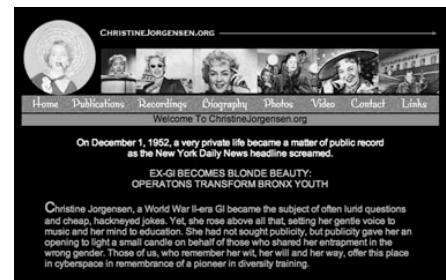 CHRISTINEJORGENSEN.ORG
Home Publications Recordings Biography Photos Video Contact Links
Welcome To ChristineJorgensen.org
On December 1, 1952, a very private life became a matter of public record
as the New York Daily News headline screamed.
EX-GI BECOMES BLONDE BEAUTY:
OPERATONS TRANSFORM BRONX YOUTH
Christine Jorgensen, a World War II-era GI became the subject of often lurid questions
and cheap, hackneyed jokes. Yet, she rose above all that, setting her gentle voice to
music and her mind to education. She had not sought publicity, but publicity gave her an
opening to light a small candle on behalf of those who shared her entrapment in the
wrong gender. Those of us, who remember her wit, her will and her way, offer this place
in cyberspace in remembrance of a pioneer in diversity training.